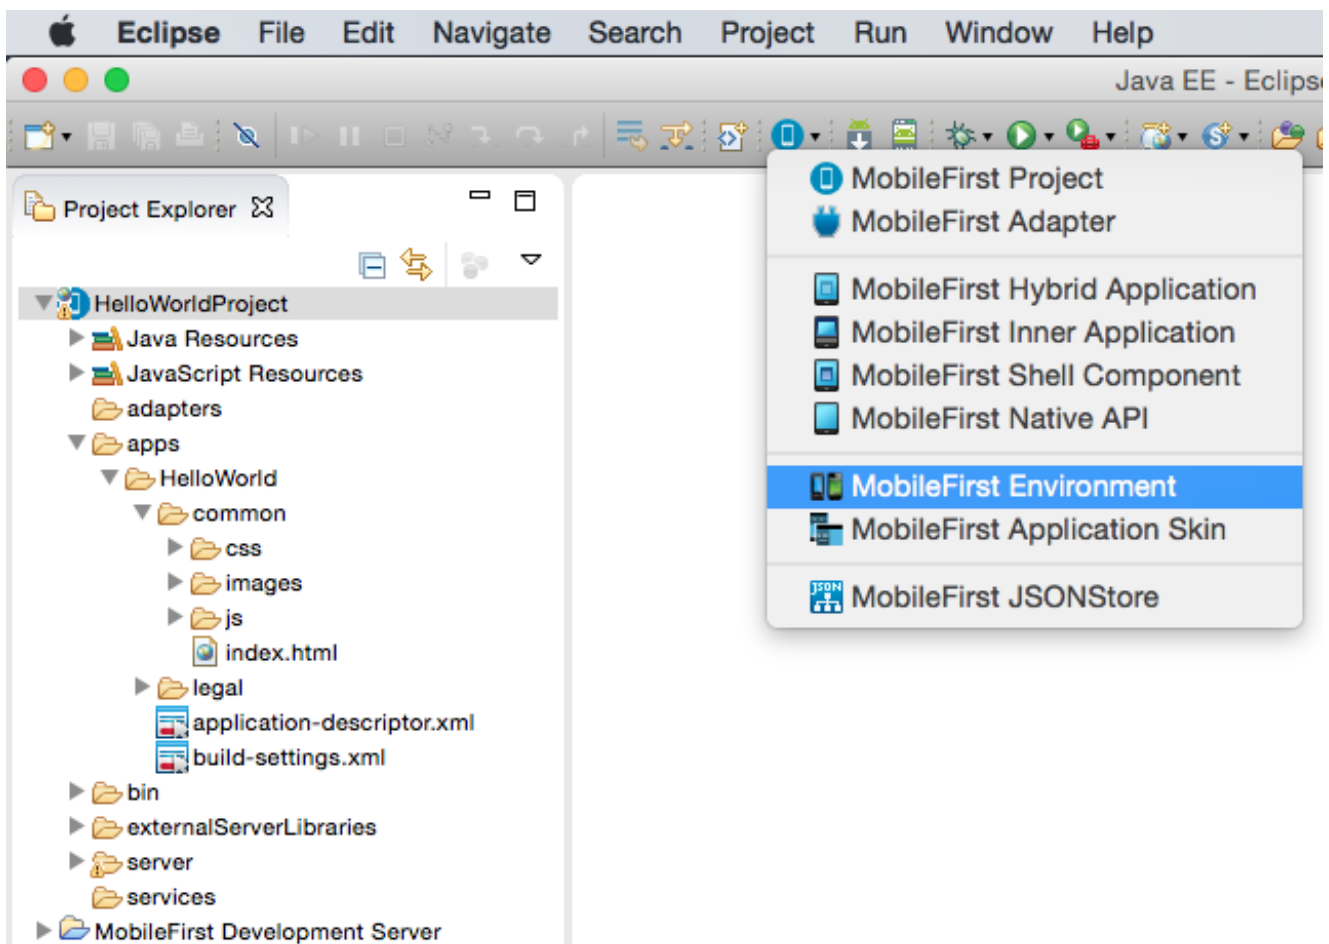 Eclipse File Edit Navigate Search Project Run Window Help
Java EE - Eclips
MobileFirst Project
MobileFirst Adapter
MobileFirst Hybrid Application
MobileFirst Inner Application
MobileFirst Shell Component
MobileFirst Native API
MobileFirst Environment
MobileFirst Application Skin
JSON MobileFirst JSONStore
Project Explorer
HelloWorldProject
Java Resources
JavaScript Resources
adapters
apps
HelloWorld
common
css
images
js
index.html
legal
application-descriptor.xml
build-settings.xml
bin
externalServerLibraries
server
services
MobileFirst Development Server